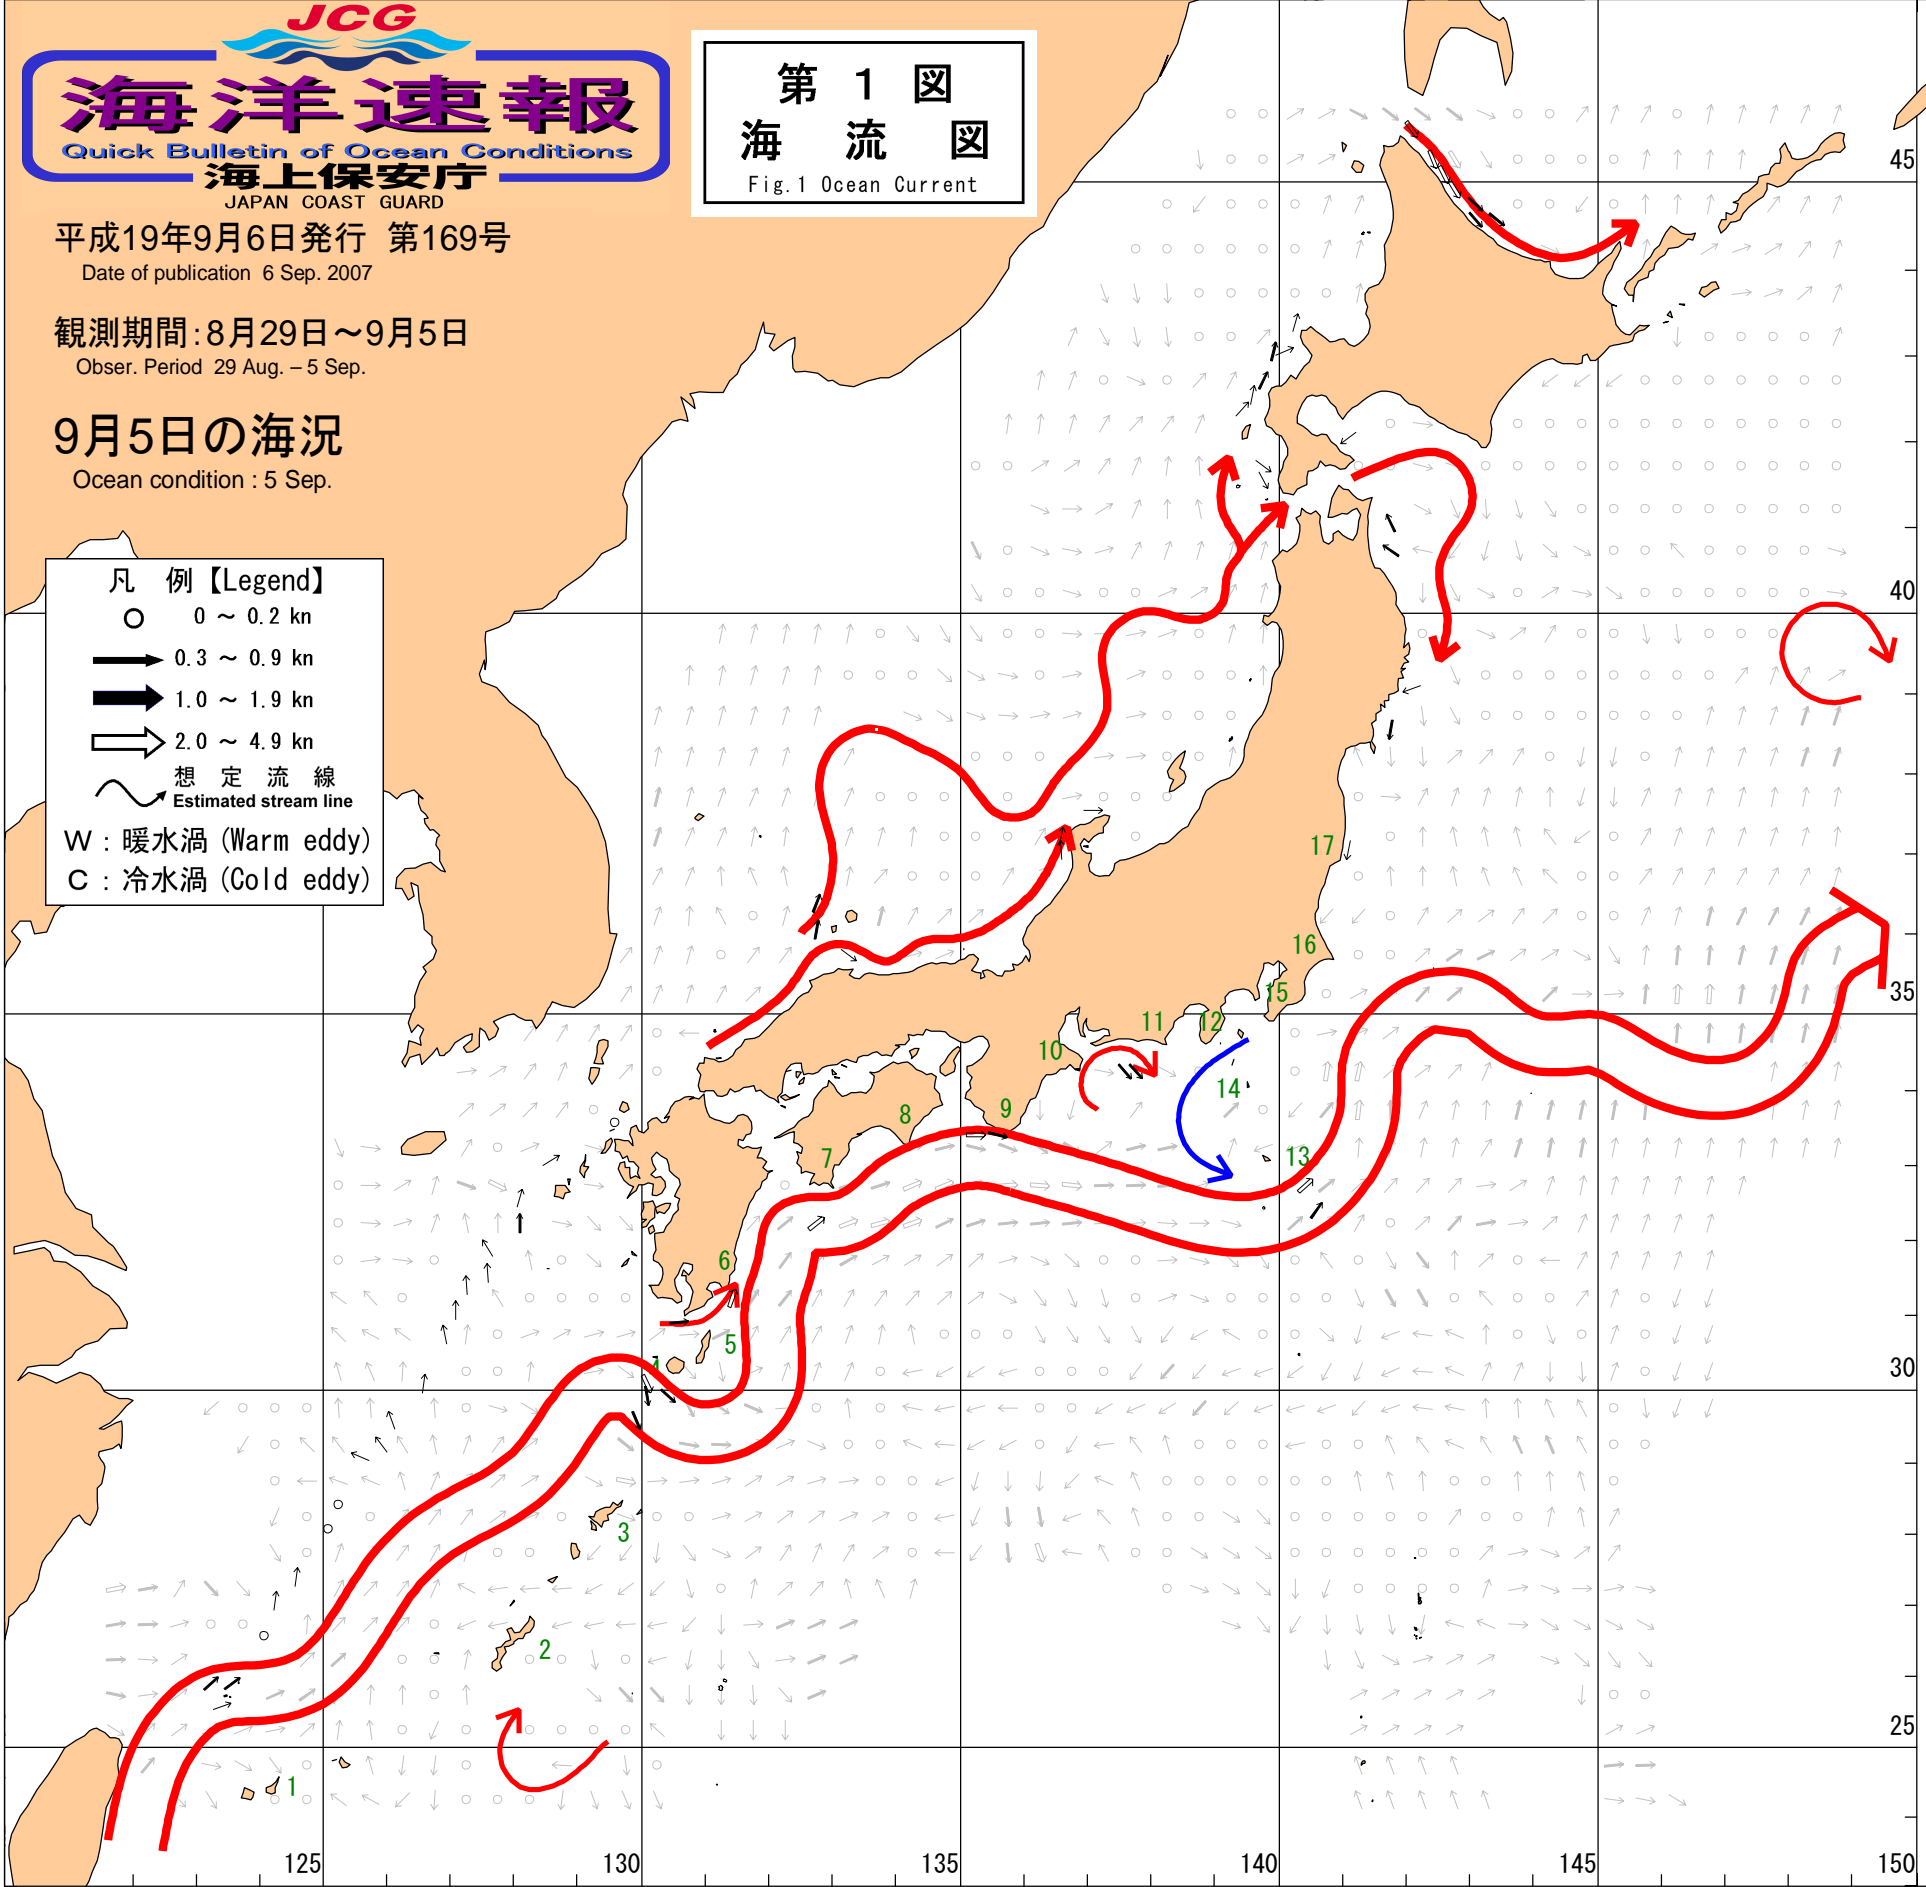 JCG
海洋速報
Quick Bulletin of Ocean Conditions
海上保安庁
JAPAN COAST GUARD
平成19年9月6日発行 第169号
Date of publication 6 Sep. 2007
観測期間:8月29日~9月5日
Obser. Period 29 Aug. – 5 Sep.
9月5日の海況
Ocean condition : 5 Sep.
第 1 図
海 流 図
Fig.1 Ocean Current
凡 例【Legend】
0 ~ 0.2 kn
0.3 ~ 0.9 kn
1.0 ~ 1.9 kn
2.0 ~ 4.9 kn
想 定 流 線
Estimated stream line
W : 暖水渦 (Warm eddy)
C : 冷水渦 (Cold eddy)
45
40
17
16
35
15
11
12
10
14
9
8
7
13
6
5
4
30
3
2
25
1
125
130
135
140
145
150